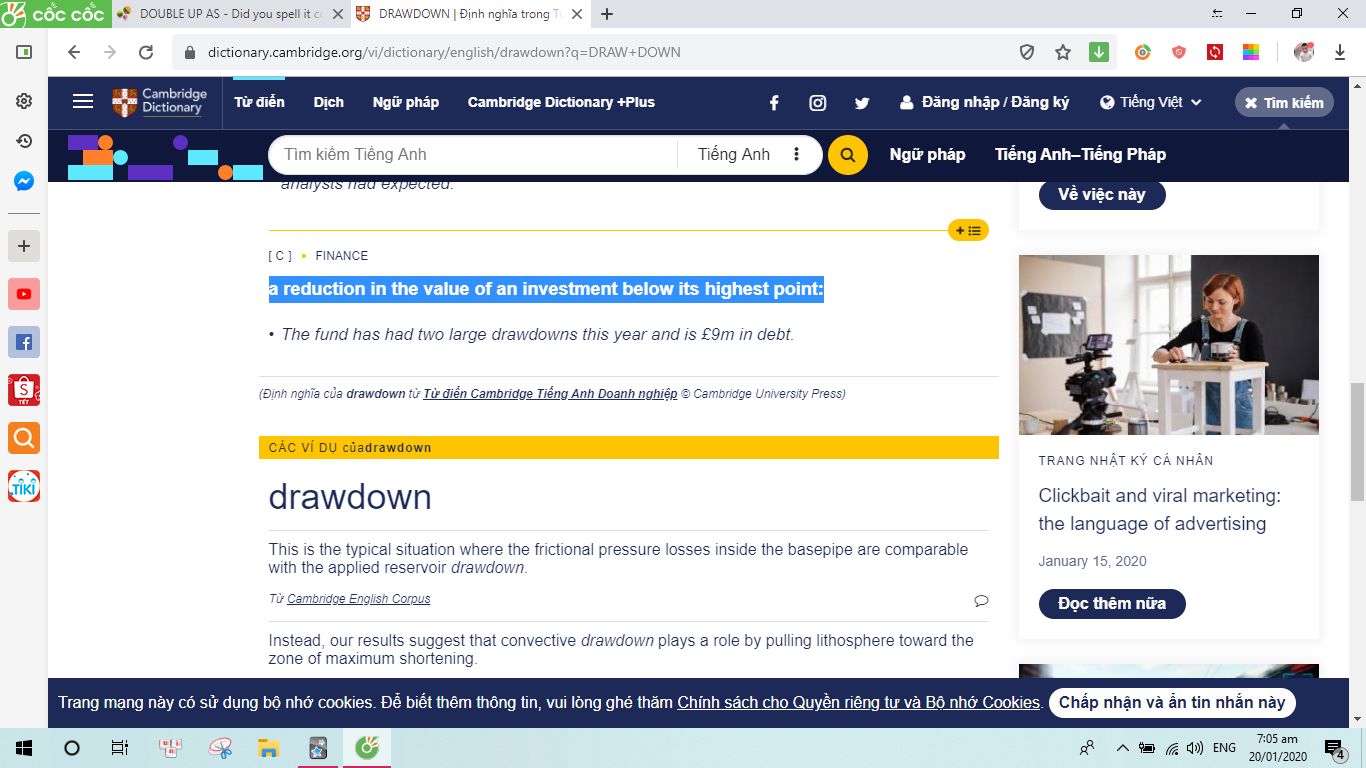 cốc cốc
DOUBLE UP AS - Did you spell it c
DRAWDOWN | Định nghĩa trong T
dictionary.cambridge.org/vi/dictionary/english/drawdown?q=DRAW+DOWN
Cambridge
Dictionary
Từ điển Dịch Ngữ pháp Cambridge Dictionary +Plus
Đăng nhập / Đăng ký Tiếng Việt Tìm kiếm
Tìm kiếm Tiếng Anh Tiếng Anh Ngữ pháp Tiếng Anh–Tiếng Pháp
analysts had expected.
[ C ] • FINANCE
a reduction in the value of an investment below its highest point:
• The fund has had two large drawdowns this year and is £9m in debt.
(Định nghĩa của drawdown từ Từ điển Cambridge Tiếng Anh Doanh nghiệp © Cambridge University Press)
CÁC VÍ DỤ củadrawdown
drawdown
This is the typical situation where the frictional pressure losses inside the basepipe are comparable
with the applied reservoir drawdown.
Từ Cambridge English Corpus
Instead, our results suggest that convective drawdown plays a role by pulling lithosphere toward the
zone of maximum shortening.
Về việc này
TRANG NHẬT KÝ CÁ NHÂN
Clickbait and viral marketing:
the language of advertising
January 15, 2020
Đọc thêm nữa
Trang mạng này có sử dụng bộ nhớ cookies. Để biết thêm thông tin, vui lòng ghé thăm Chính sách cho Quyền riêng tư và Bộ nhớ Cookies. Chấp nhận và ẩn tin nhắn này
TẾT
TIKI
ENG
7:05 am
20/01/2020
4